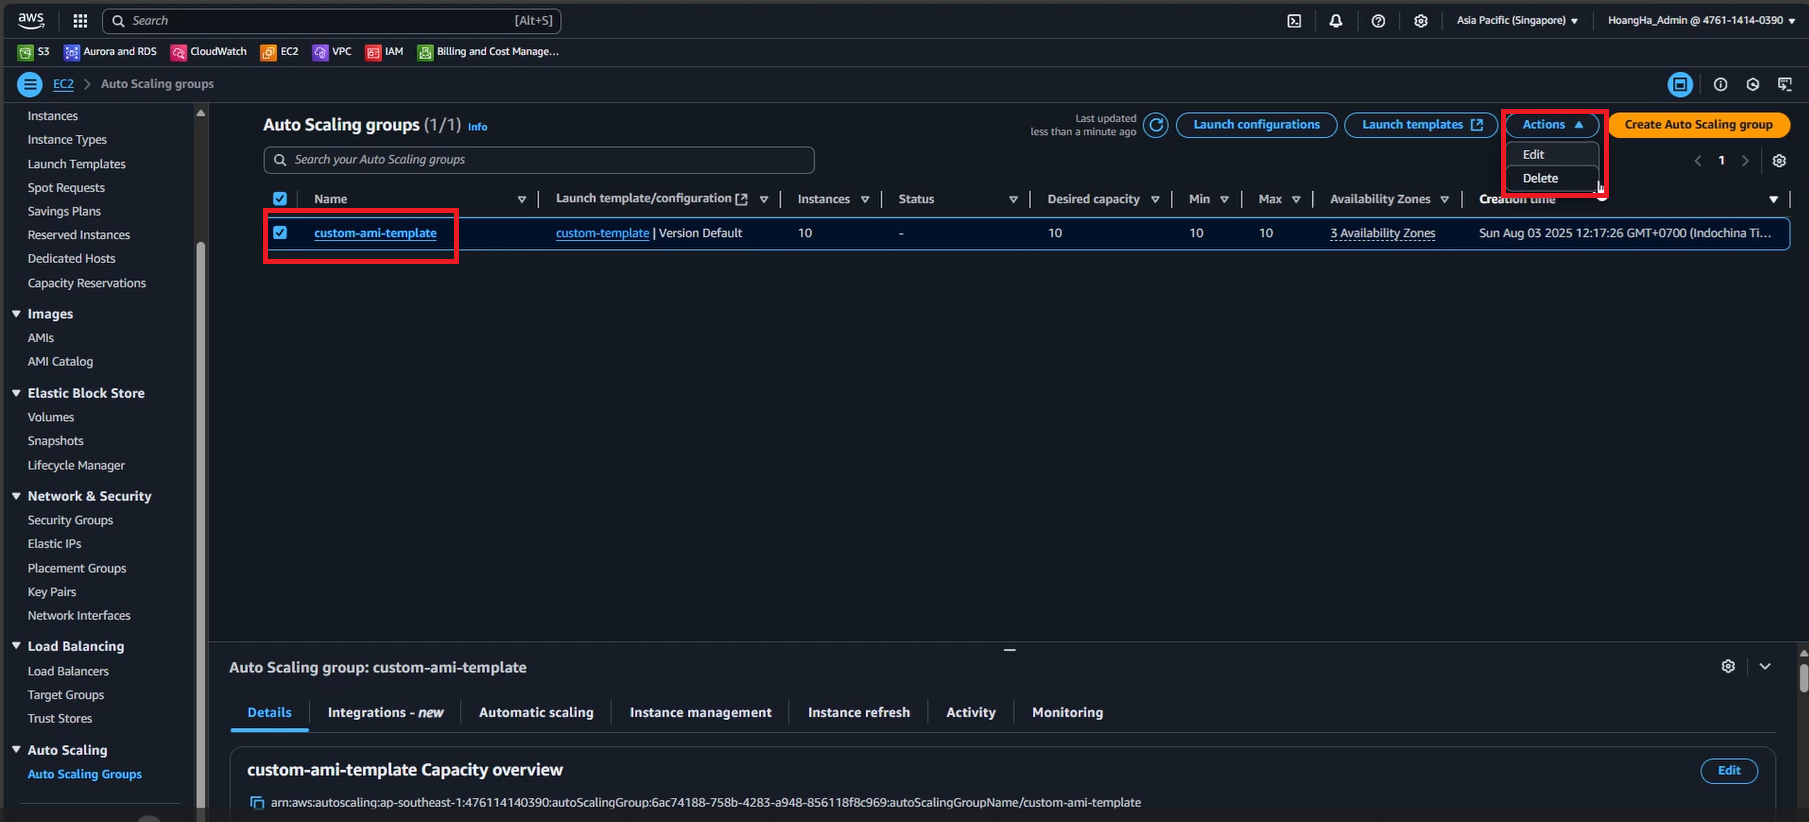 aws Search [Alt+S] Asia Pacific (Singapore) HoangHa_Admin @ 4761-1414-0390
S3 Aurora and RDS CloudWatch EC2 VPC IAM Billing and Cost Manage...
EC2 Auto Scaling groups
Instances
Instance Types
Launch Templates
Spot Requests
Savings Plans
Reserved Instances
Dedicated Hosts
Capacity Reservations
Images
AMIs
AMI Catalog
Elastic Block Store
Volumes
Snapshots
Lifecycle Manager
Network & Security
Security Groups
Elastic IPs
Placement Groups
Key Pairs
Network Interfaces
Load Balancing
Load Balancers
Target Groups
Trust Stores
Auto Scaling
Auto Scaling Groups
Auto Scaling groups (1/1) Info
Last updated
less than a minute ago
Launch configurations Launch templates Actions Create Auto Scaling group
Edit
Delete
Search your Auto Scaling groups
1
Name Launch template/configuration Instances Status Desired capacity Min Max Availability Zones Creation time
custom-ami-template custom-template | Version Default 10 - 10 10 10 3 Availability Zones Sun Aug 03 2025 12:17:26 GMT+0700 (Indochina Ti...
Auto Scaling group: custom-ami-template
Details Integrations - new Automatic scaling Instance management Instance refresh Activity Monitoring
custom-ami-template Capacity overview Edit
arn:aws:autoscaling:ap-southeast-1:476114140390:autoScalingGroup:6ac74188-758b-4283-a948-856118f8c969:autoScalingGroupName/custom-ami-template